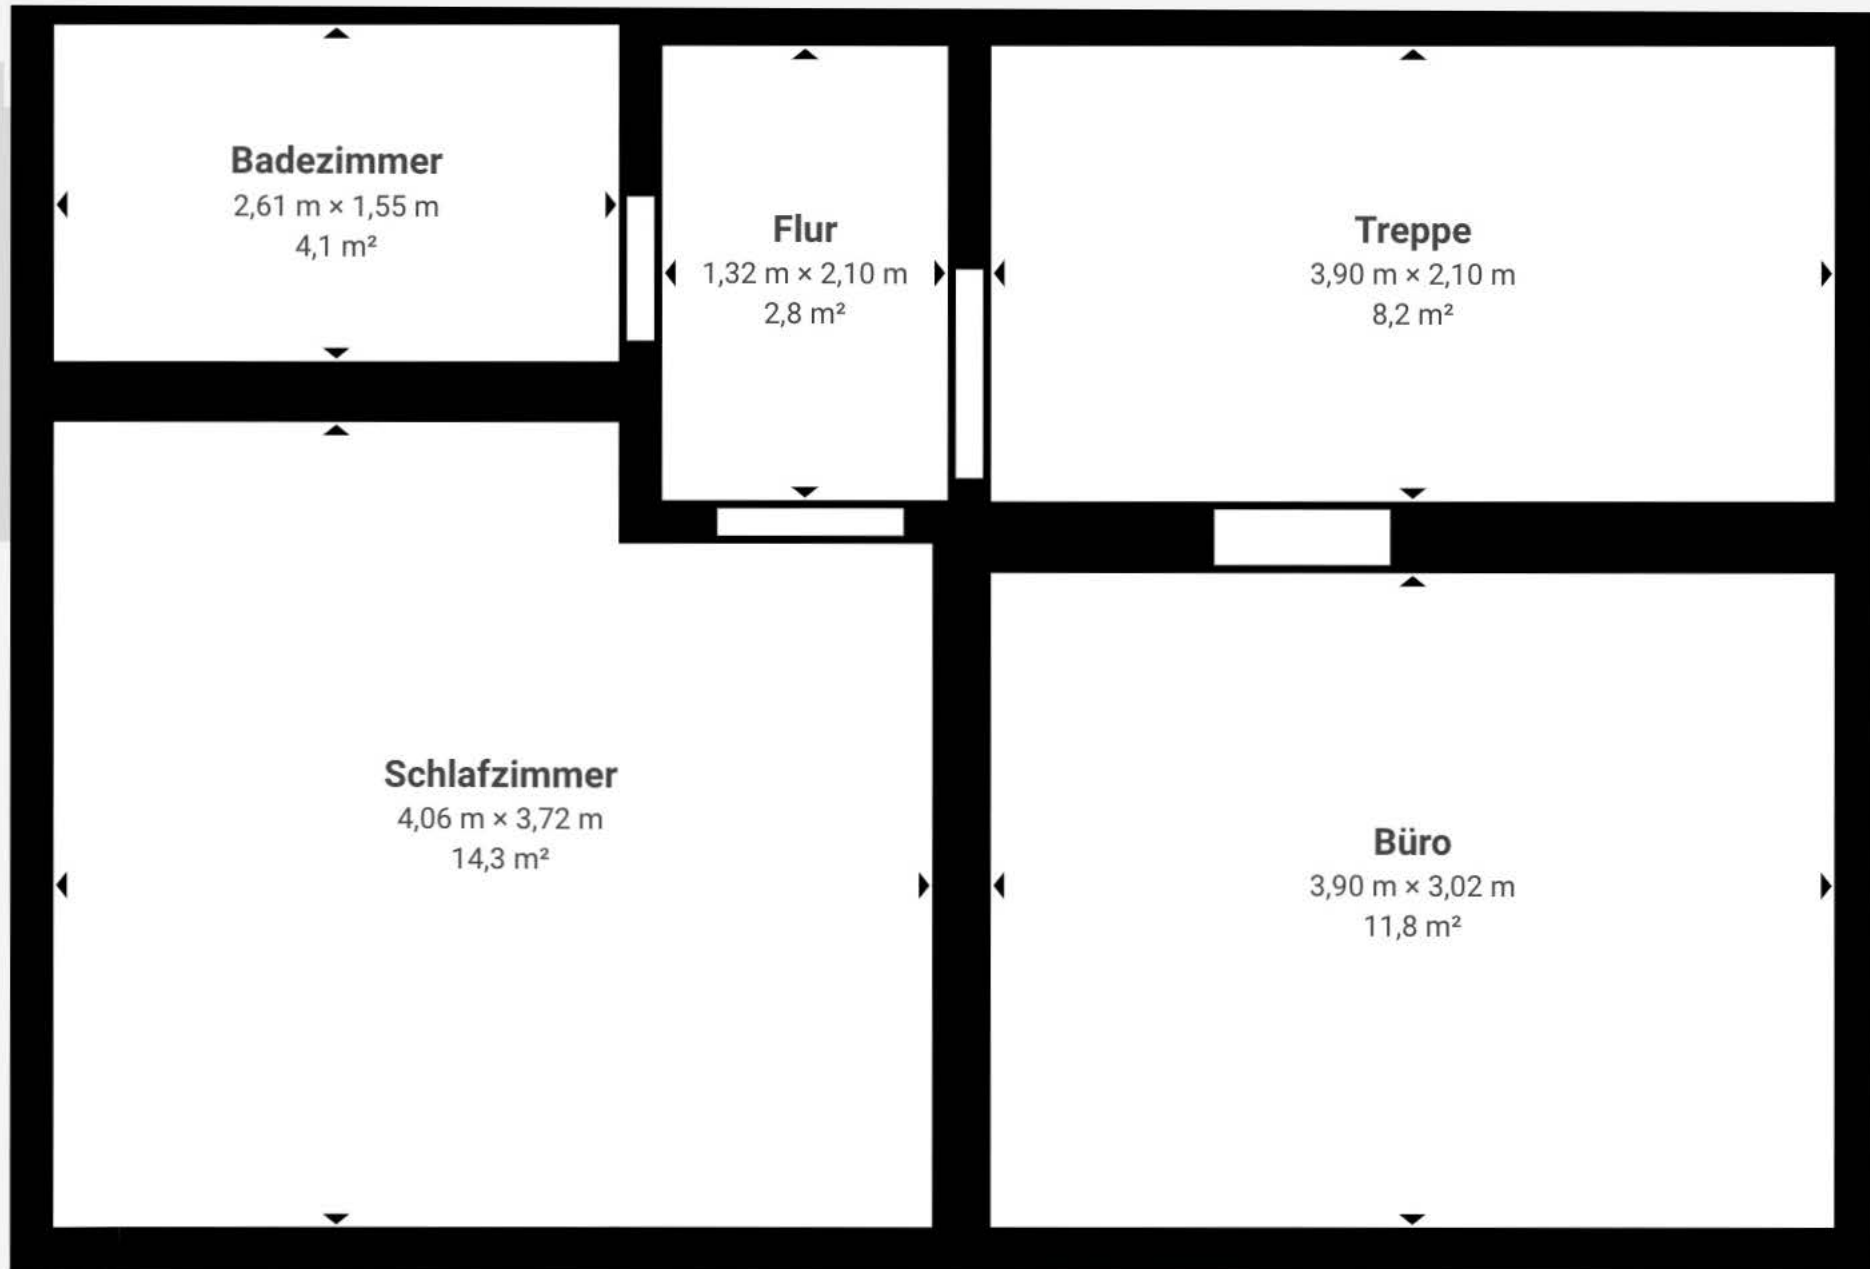 Badezimmer
2,61 m × 1,55 m
4,1 m²
Flur
1,32 m × 2,10 m
2,8 m²
Treppe
3,90 m × 2,10 m
8,2 m²
Schlafzimmer
4,06 m × 3,72 m
14,3 m²
Büro
3,90 m × 3,02 m
11,8 m²